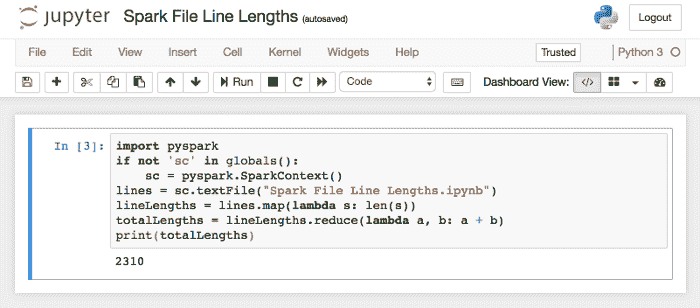 jupyter Spark File Line Lengths (autosaved)
Logout
File Edit View Insert Cell Kernel Widgets Help Trusted Python 3
Run Code Dashboard View: </>
In [3]: import pyspark
if not 'sc' in globals():
    sc = pyspark.SparkContext()
lines = sc.textFile("Spark File Line Lengths.ipynb")
lineLengths = lines.map(lambda s: len(s))
totalLengths = lineLengths.reduce(lambda a, b: a + b)
print(totalLengths)
2310